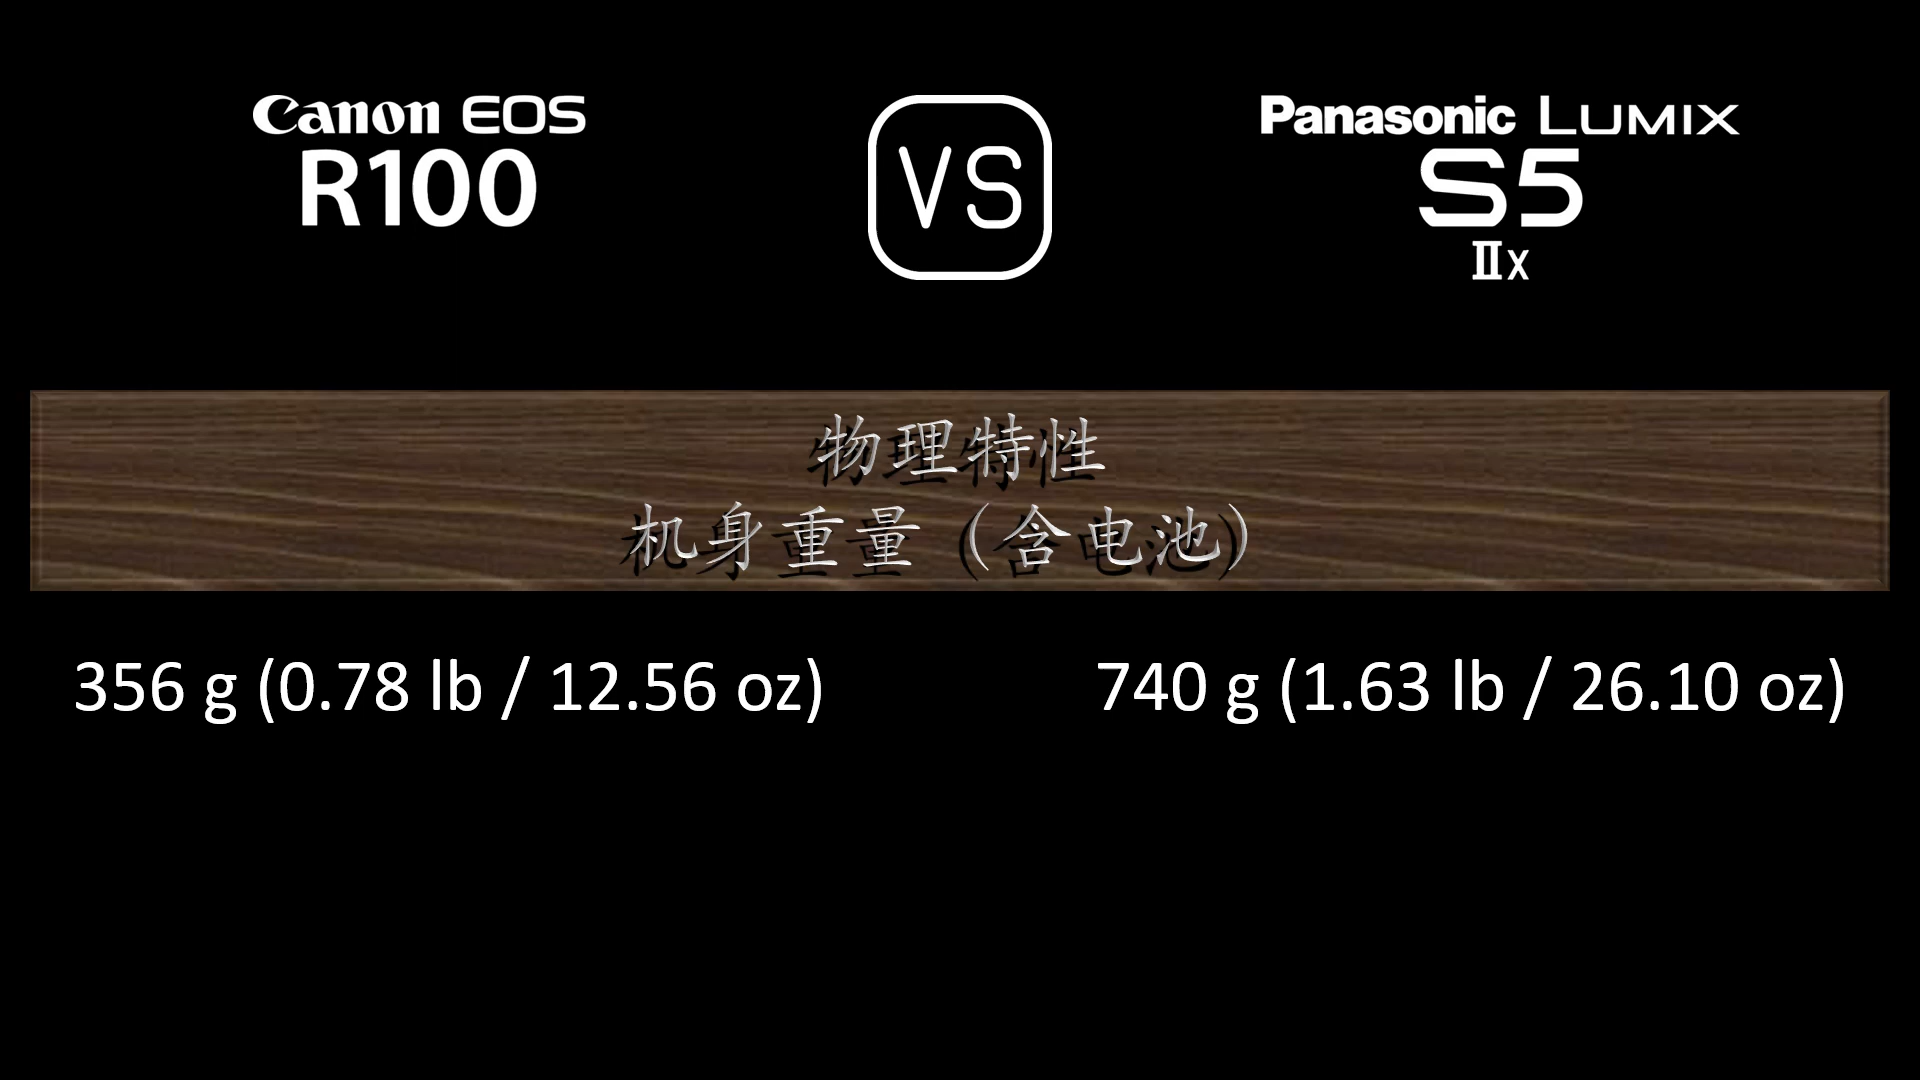 Canon EOS
R100
VS
Panasonic LUMIX
S5
IIx
物理特性
机身重量（含电池）
356 g (0.78 lb / 12.56 oz)
740 g (1.63 lb / 26.10 oz)